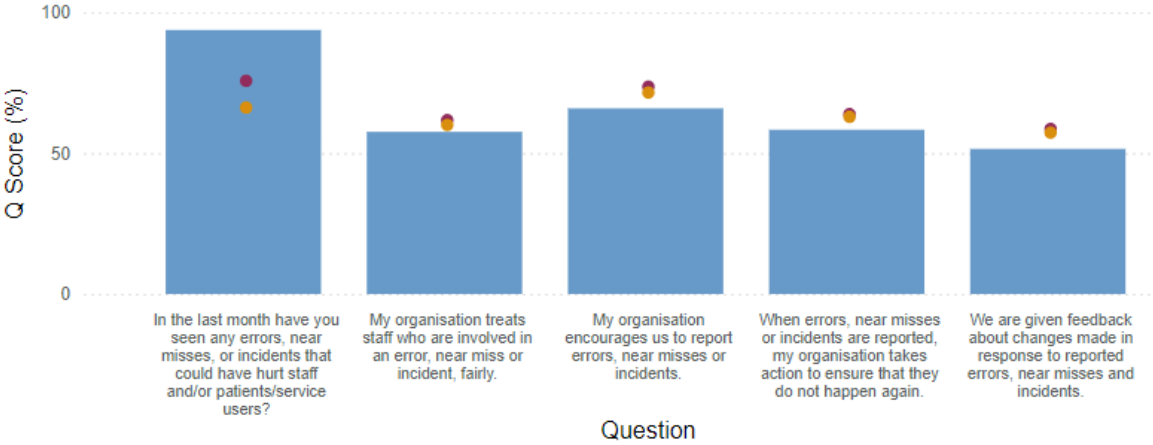 100
50
0
Q Score (%)
In the last month have you
seen any errors, near
misses, or incidents that
could have hurt staff
and/or patients/service
users?
My organisation treats
staff who are involved in
an error, near miss or
incident, fairly.
My organisation
encourages us to report
errors, near misses or
incidents.
When errors, near misses
or incidents are reported,
my organisation takes
action to ensure that they
do not happen again.
We are given feedback
about changes made in
response to reported
errors, near misses and
incidents.
Question